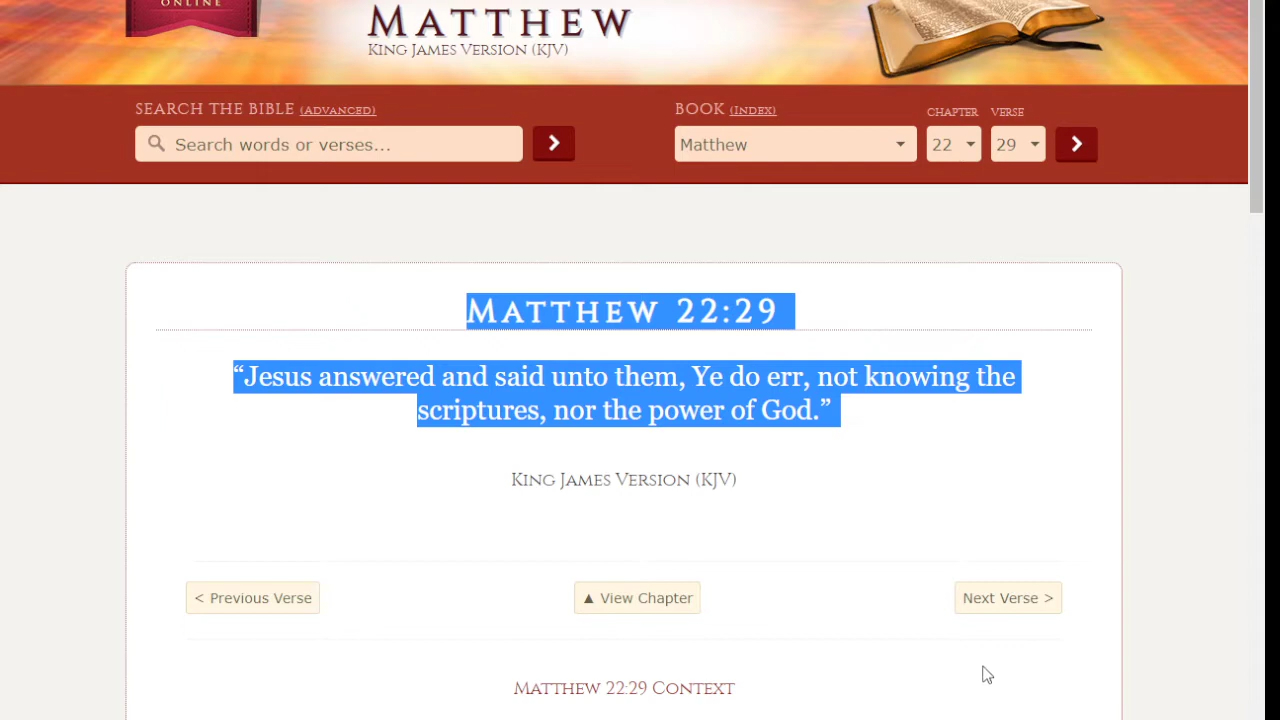 ONLINE
MATTHEW
KING JAMES VERSION (KJV)
SEARCH THE BIBLE (ADVANCED)
BOOK (INDEX)
CHAPTER
VERSE
Search words or verses...
Matthew
22
29
MATTHEW 22:29
“Jesus answered and said unto them, Ye do err, not knowing the
scriptures, nor the power of God.”
KING JAMES VERSION (KJV)
< Previous Verse
▲ View Chapter
Next Verse >
MATTHEW 22:29 CONTEXT